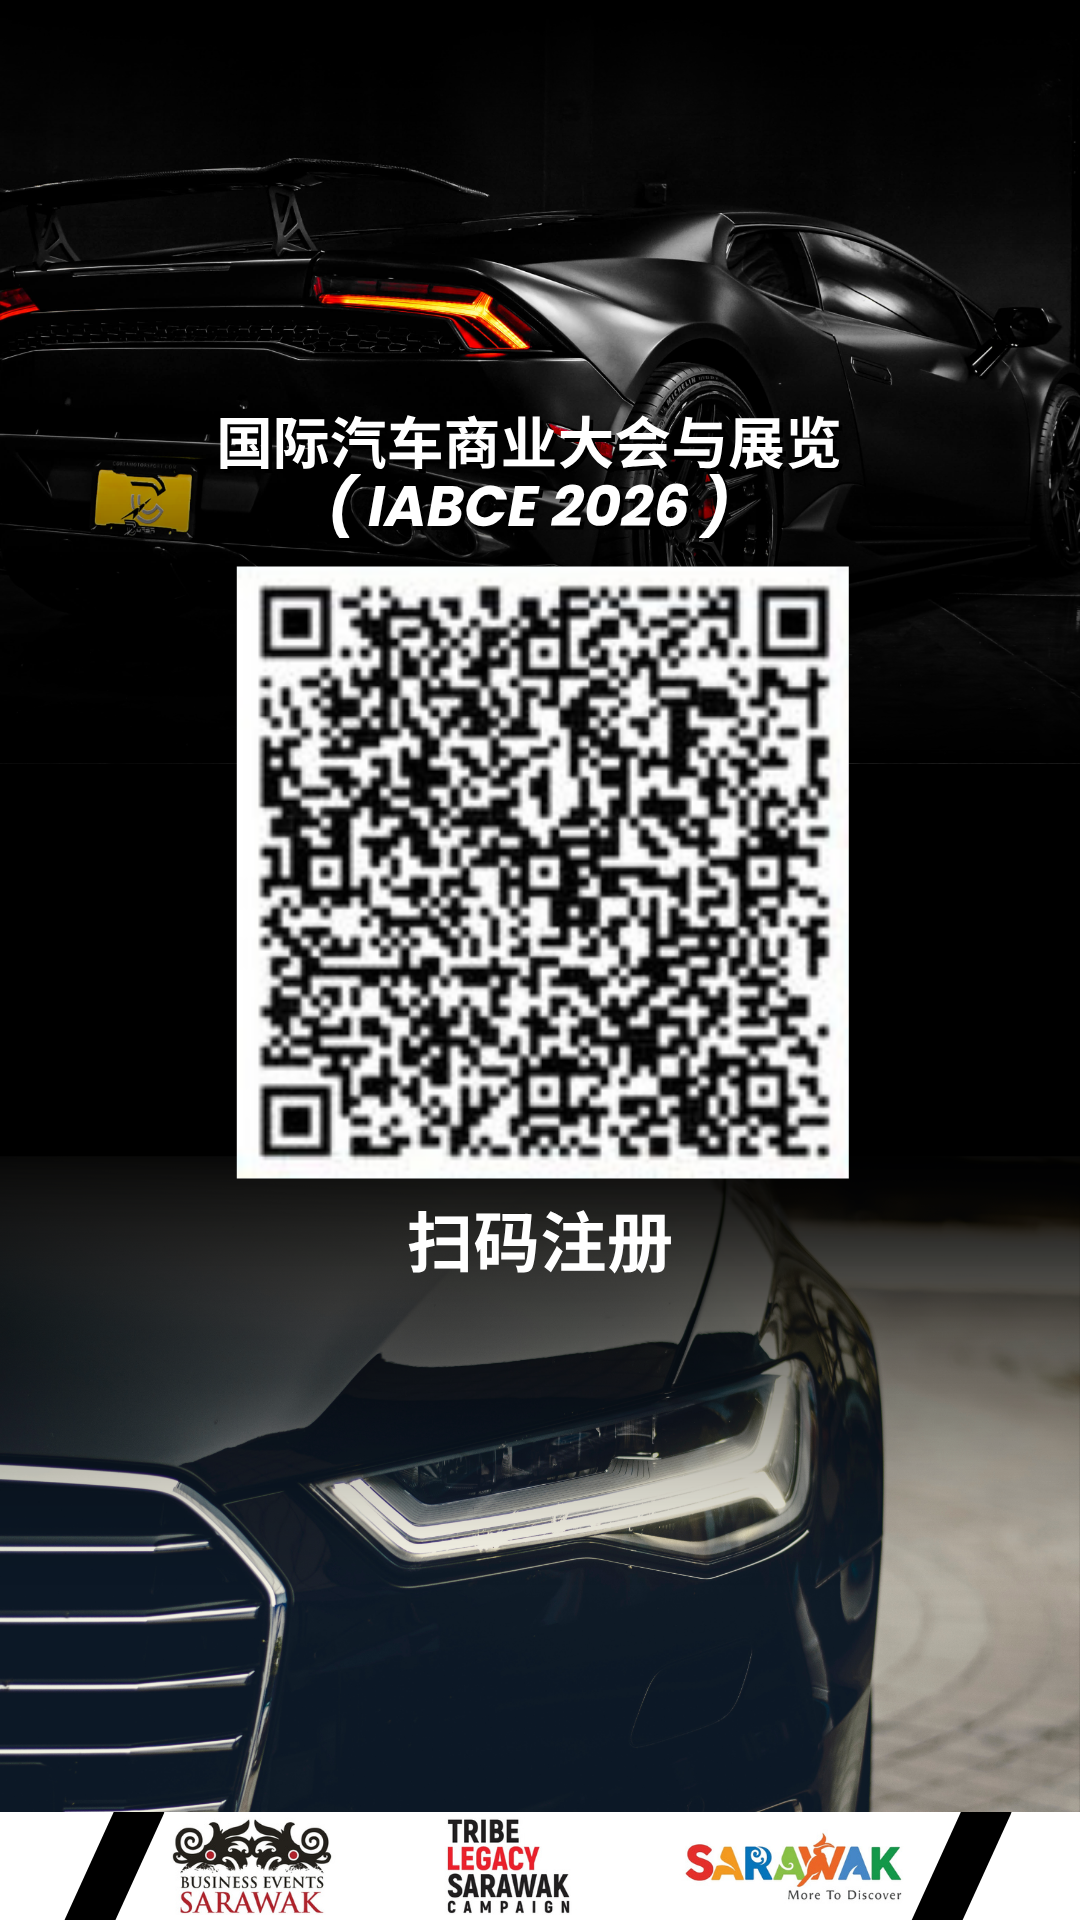 国际汽车商业大会与展览
( IABCE 2026 )
扫码注册
BUSINESS EVENTS
SARAWAK
TRIBE
LEGACY
SARAWAK
CAMPAIGN
SARAWAK
More To Discover